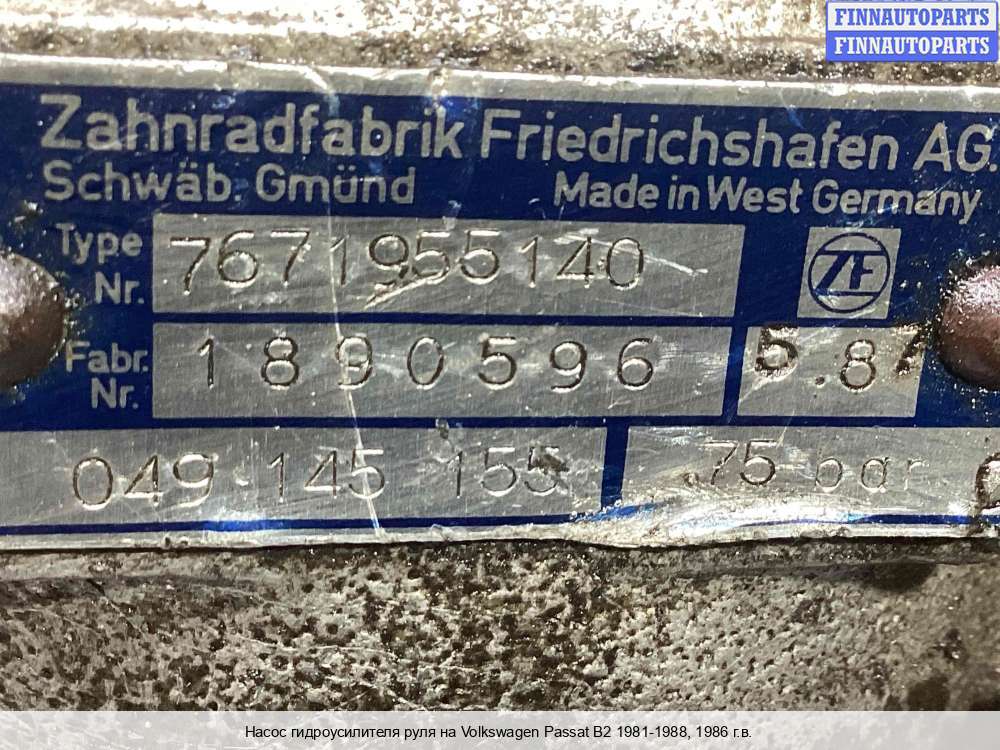 FINNAUTOPARTS
FINNAUTOPARTS
Zahnradfabrik Friedrichshafen AG.
Schwäb. Gmünd Made in West Germany
Type Nr. 7671955140 ZF
Fabr. Nr. 1890596 5.8
049 145 155 75 bar
Насос гидроусилителя руля на Volkswagen Passat B2 1981-1988, 1986 г.в.